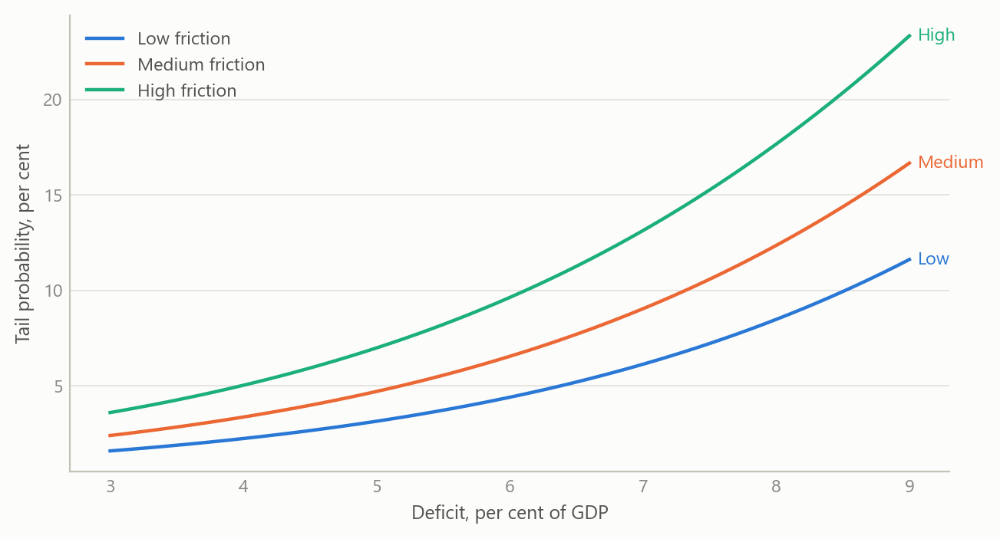 Low friction
Medium friction
High friction
High
Medium
Low
20
15
10
5
Tail probability, per cent
3 4 5 6 7 8 9
Deficit, per cent of GDP